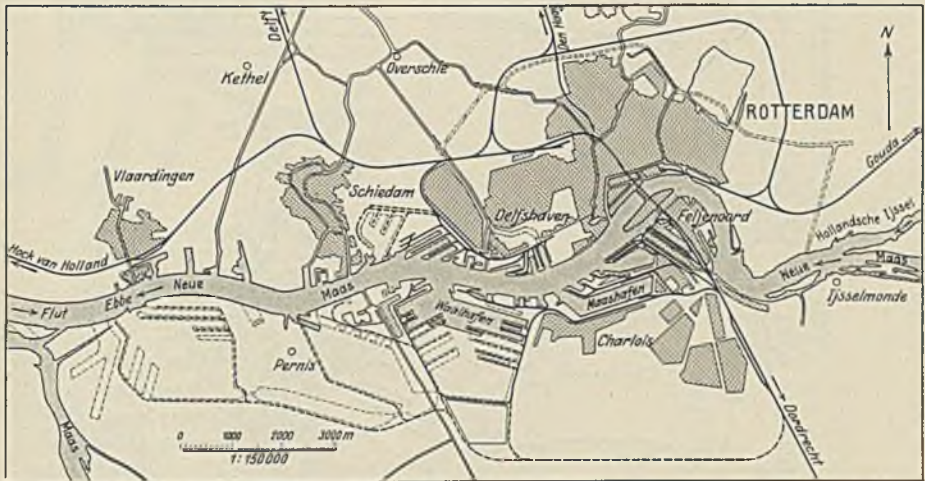 Delft
Den Haag
N
Kethel
Overschie
ROTTERDAM
Gouda
Vlaardingen
Schiedam
Delfshaven
Feijenoord
Hollandsche Ijssel
Hoek van Holland
Neue
Maas
Neue
Maas
Ijsselmonde
Flut
Ebbe
Waalhafen
Maashafen
Charlois
Pernis
Maas
Dordrecht
0 1000 2000 3000 m
1:150000